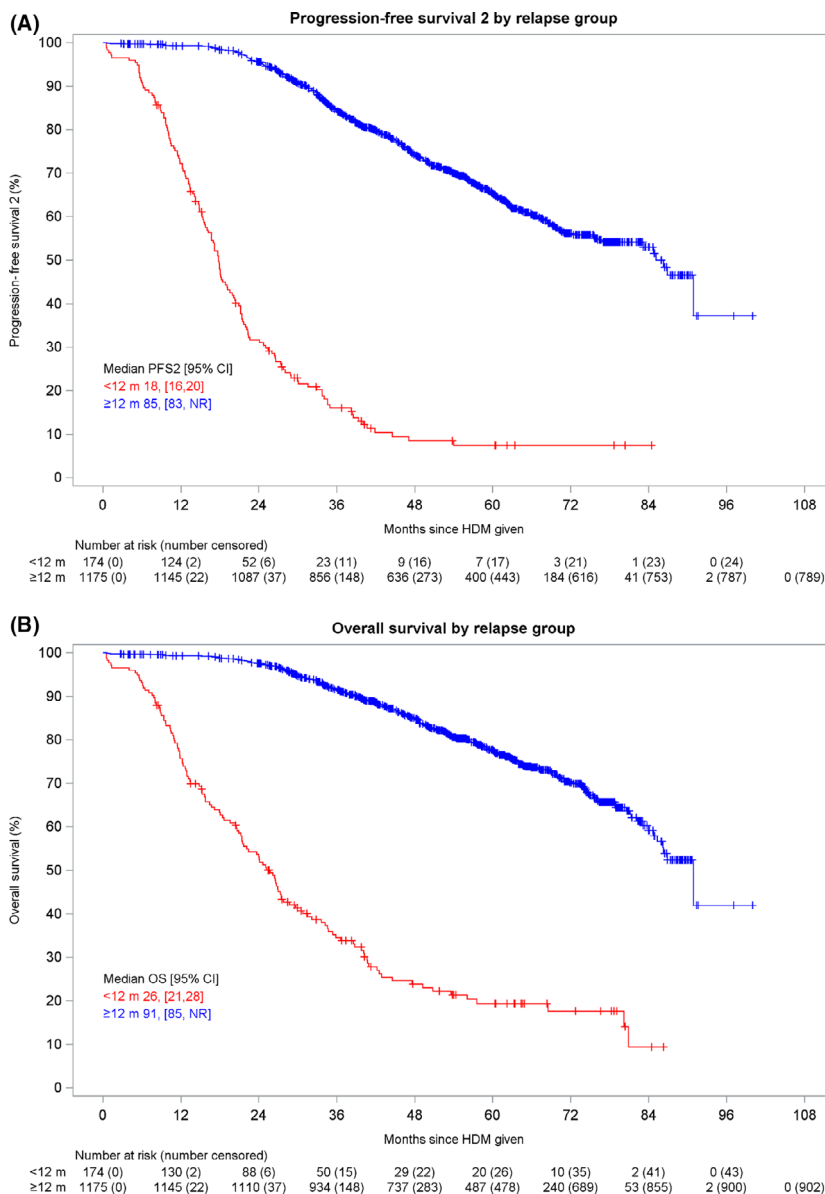 (A)
Progression-free survival 2 by relapse group
100
90
80
70
60
50
40
30
20
10
0
Progression-free survival 2 (%)
Median PFS2 [95% CI]
<12 m 18, [16,20]
≥12 m 85, [83, NR]
0 12 24 36 48 60 72 84 96 108
Months since HDM given
Number at risk (number censored)
<12 m 174 (0) 124 (2) 52 (6) 23 (11) 9 (16) 7 (17) 3 (21) 1 (23) 0 (24)
≥12 m 1175 (0) 1145 (22) 1087 (37) 856 (148) 636 (273) 400 (443) 184 (616) 41 (753) 2 (787) 0 (789)
(B)
Overall survival by relapse group
100
90
80
70
60
50
40
30
20
10
0
Overall survival (%)
Median OS [95% CI]
<12 m 26, [21,28]
≥12 m 91, [85, NR]
0 12 24 36 48 60 72 84 96 108
Months since HDM given
Number at risk (number censored)
<12 m 174 (0) 130 (2) 88 (6) 50 (15) 29 (22) 20 (26) 10 (35) 2 (41) 0 (43)
≥12 m 1175 (0) 1145 (22) 1110 (37) 934 (148) 737 (283) 487 (478) 240 (689) 53 (855) 2 (900) 0 (902)